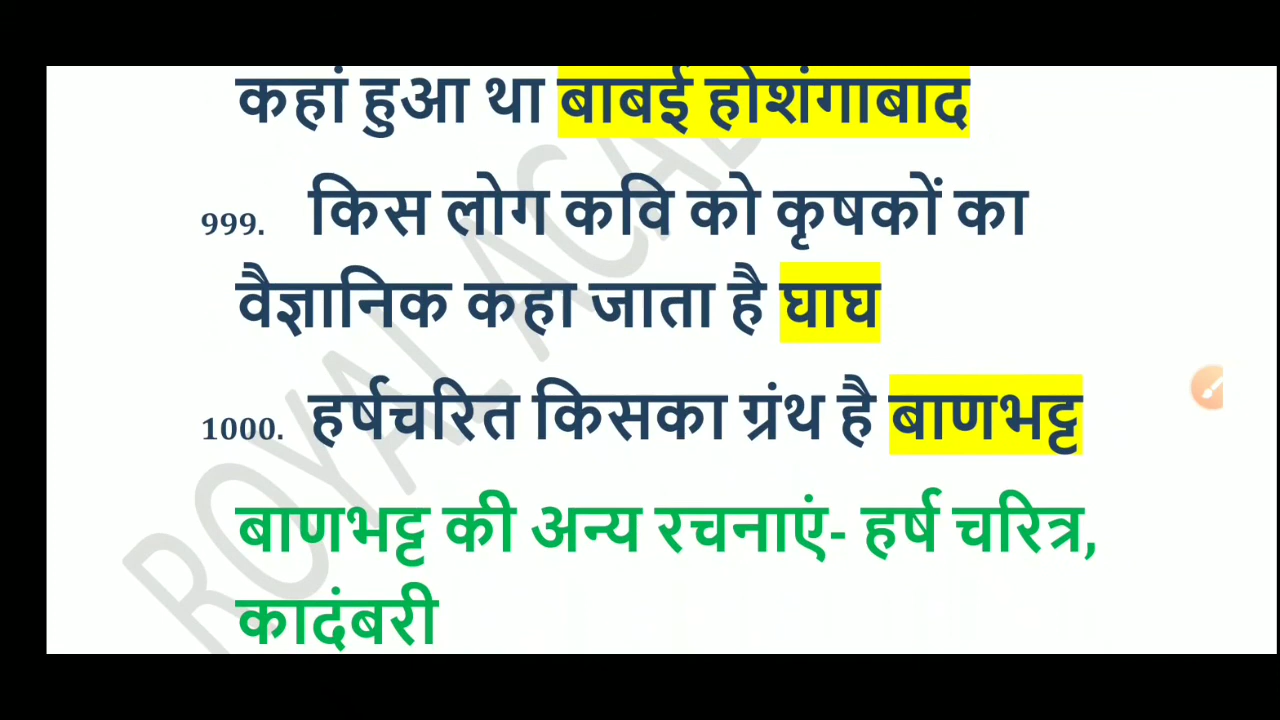 कहां हुआ था बाबई होशंगाबाद
999. किस लोग कवि को कृषकों का
वैज्ञानिक कहा जाता है घाघ
1000. हर्षचरित किसका ग्रंथ है बाणभट्ट
बाणभट्ट की अन्य रचनाएं- हर्ष चरित्र,
कादंबरी